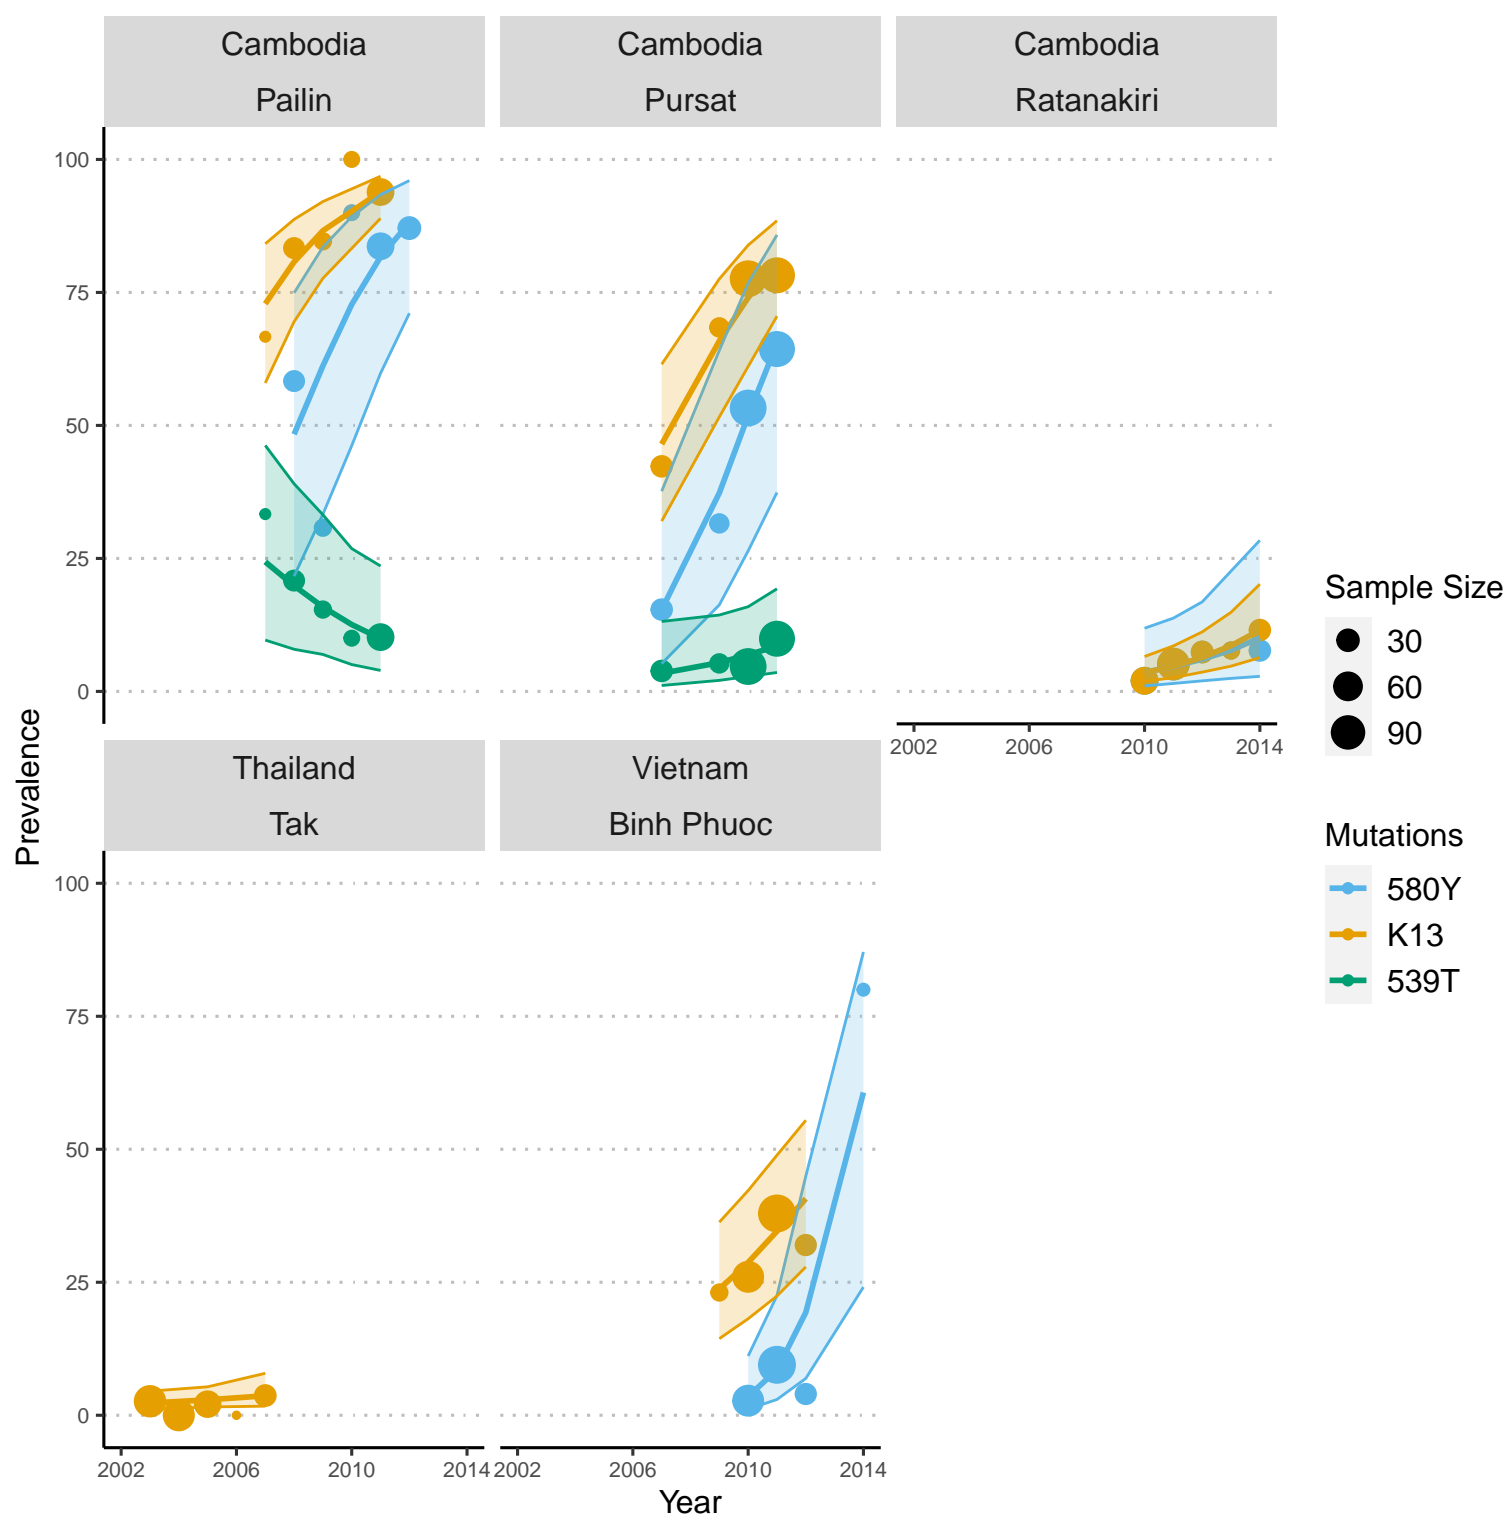 Cambodia
Pailin
Cambodia
Pursat
Cambodia
Ratanakiri
100
75
50
25
0
2002 2006 2010 2014
Thailand
Tak
Vietnam
Binh Phuoc
100
75
50
25
0
2002 2006 2010 2014
2002 2006 2010 2014
Prevalence
Year
Sample Size
30
60
90
Mutations
580Y
K13
539T